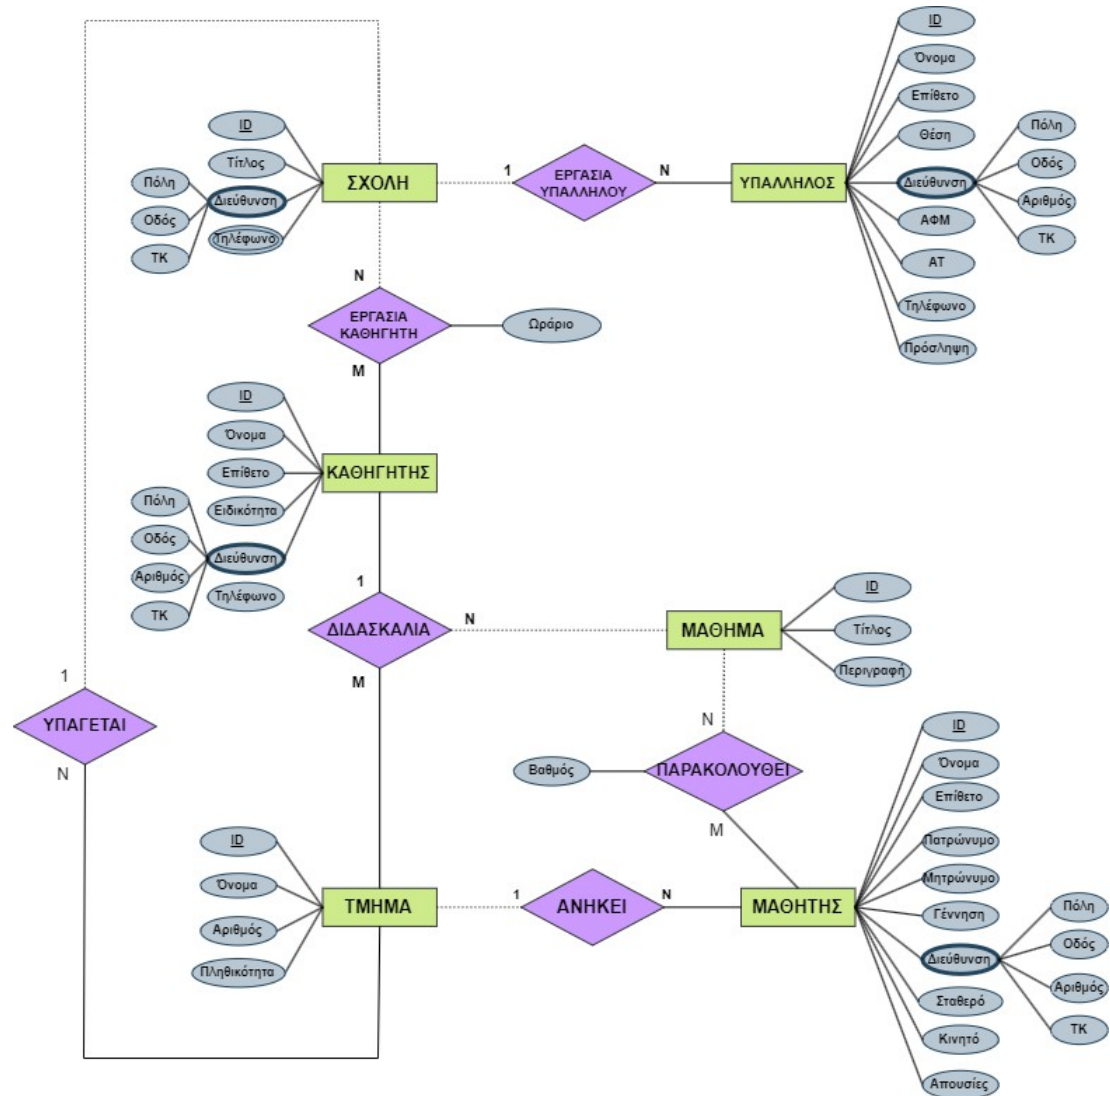 ID
Όνομα
Επίθετο
Θέση
Διεύθυνση
ΑΦΜ
ΑΤ
Τηλέφωνο
Πρόσληψη
Πόλη
Οδός
Αριθμός
ΤΚ
ID
Τίτλος
Διεύθυνση
Τηλέφωνο
Πόλη
Οδός
ΤΚ
ΣΧΟΛΗ
1
ΕΡΓΑΣΙΑ
ΥΠΑΛΛΗΛΟΥ
N
ΥΠΑΛΛΗΛΟΣ
N
ΕΡΓΑΣΙΑ
ΚΑΘΗΓΗΤΗ
Ωράριο
M
ID
Όνομα
Επίθετο
Ειδικότητα
Διεύθυνση
Τηλέφωνο
Πόλη
Οδός
Αριθμός
ΤΚ
ΚΑΘΗΓΗΤΗΣ
1
ΔΙΔΑΣΚΑΛΙΑ
N
M
ΜΑΘΗΜΑ
ID
Τίτλος
Περιγραφή
1
ΥΠΑΓΕΤΑΙ
N
N
ΠΑΡΑΚΟΛΟΥΘΕΙ
Βαθμός
M
ID
Όνομα
Αριθμός
Πληθικότητα
ΤΜΗΜΑ
1
ΑΝΗΚΕΙ
N
ΜΑΘΗΤΗΣ
ID
Όνομα
Επίθετο
Πατρώνυμο
Μητρώνυμο
Γέννηση
Διεύθυνση
Σταθερό
Κινητό
Απουσίες
Πόλη
Οδός
Αριθμός
ΤΚ